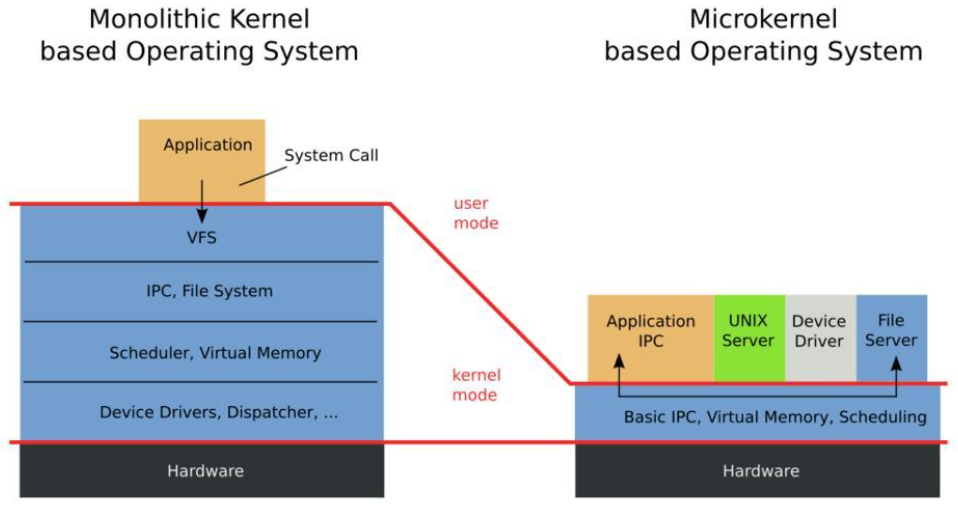 Monolithic Kernel
based Operating System
Microkernel
based Operating System
Application
System Call
user
mode
VFS
IPC, File System
Scheduler, Virtual Memory
Device Drivers, Dispatcher, ...
Hardware
kernel
mode
Application
IPC
UNIX
Server
Device
Driver
File
Server
Basic IPC, Virtual Memory, Scheduling
Hardware